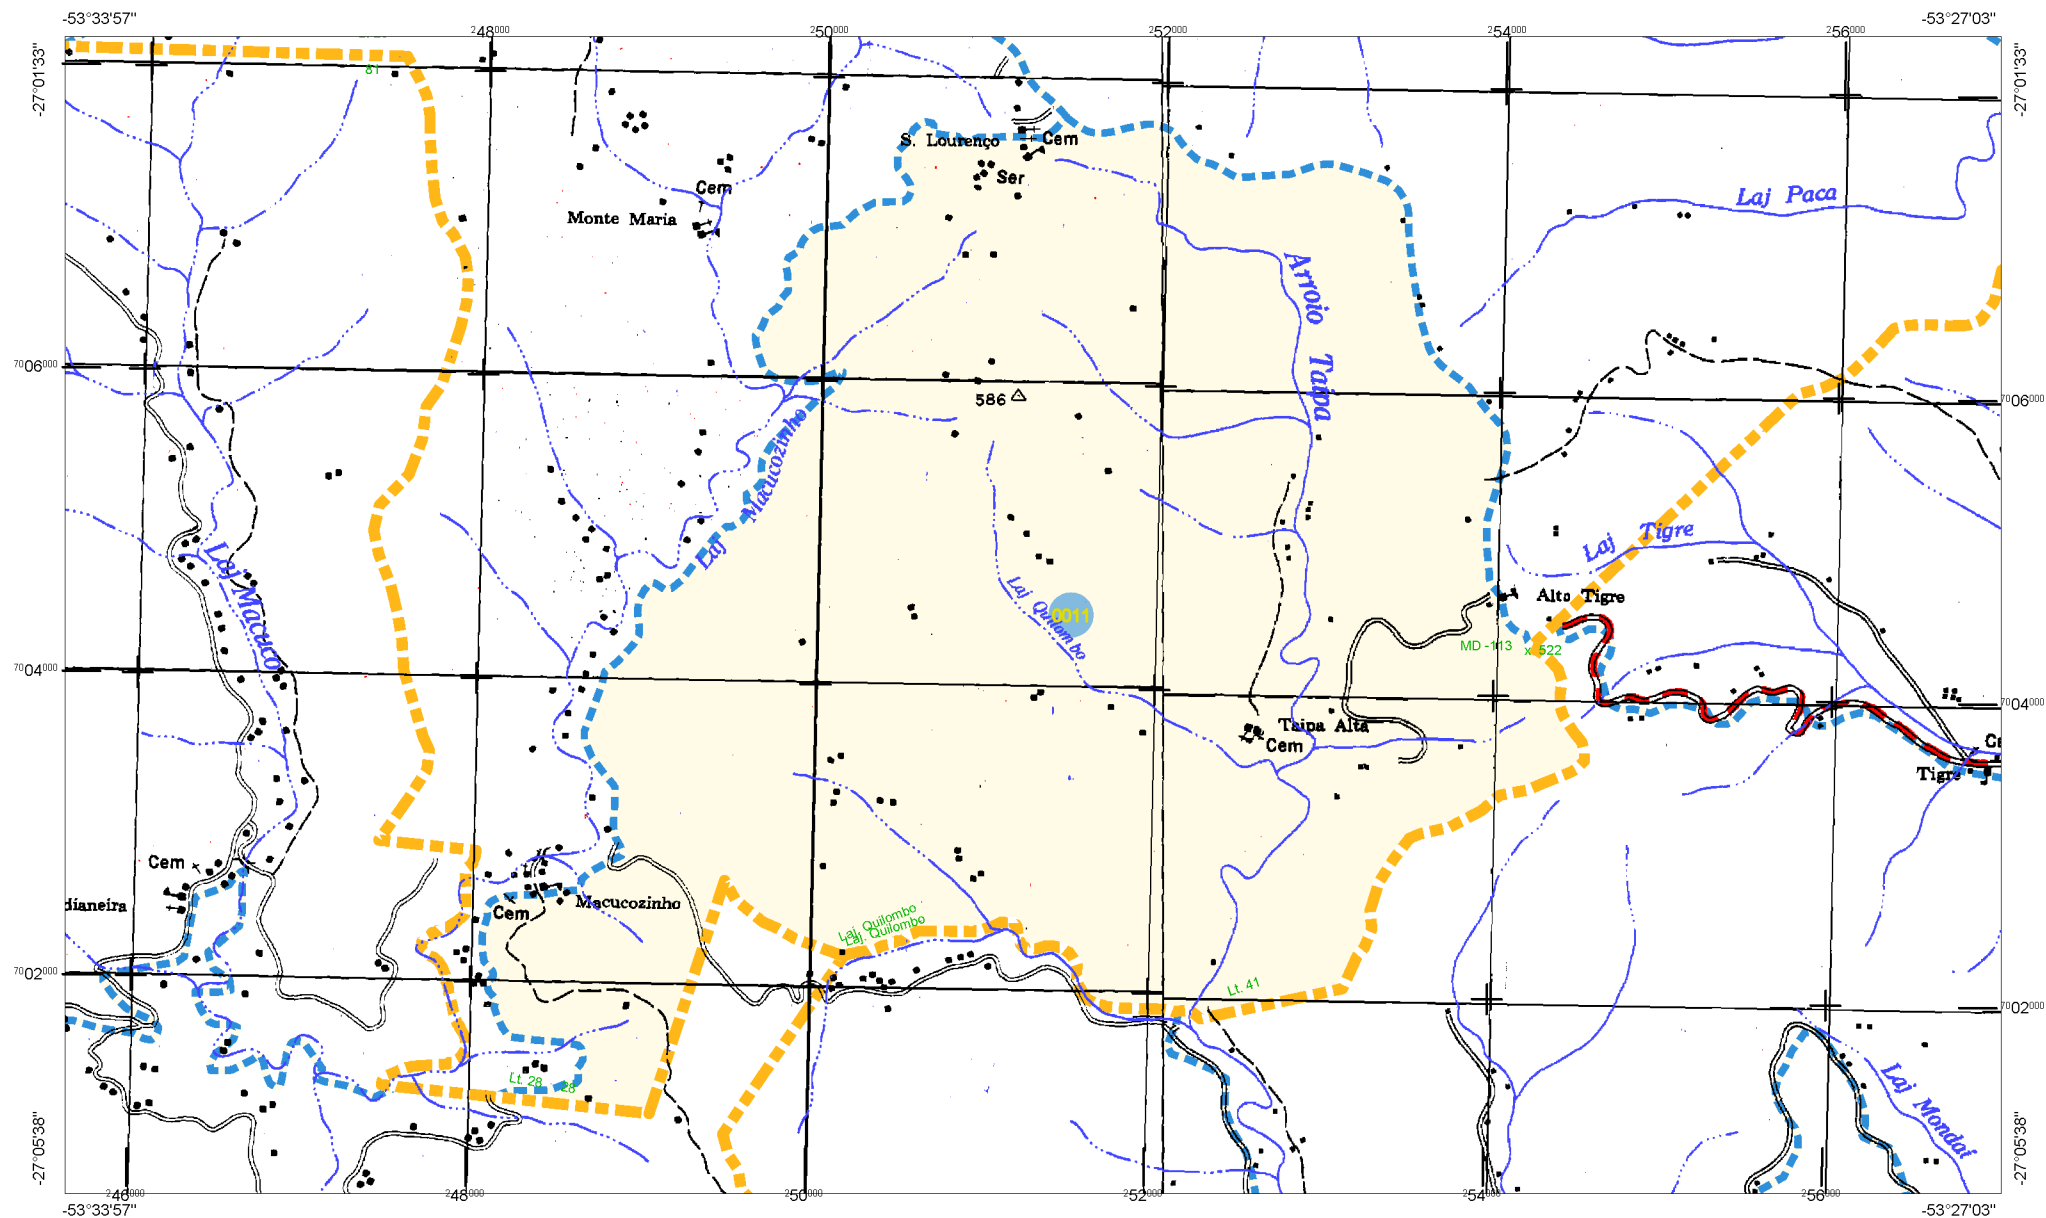 -53°33'57"
-53°27'03"
248000
250000
252000
254000
256000
-27°01'33"
-27°01'33"
81
S. Lourenço
Cem
Ser
Cem
Monte Maria
Laj Paca
Arroio Taipa
7006000
7006000
586
Laj Macucozinho
Laj Macuco
Laj Tigre
Laj Quilombo
0011
Alto Tigre
MD -113
x 522
7004000
7004000
Taipa Alta
Cem
Tigre
Cem
dianeira
Macucozinho
Cem
Laj. Quilombo
Laj. Quilombo
7002000
7002000
Lt. 41
Lt. 28
28
Laj Mondai
-27°05'38"
-27°05'38"
246000
248000
250000
252000
254000
256000
-53°33'57"
-53°27'03"